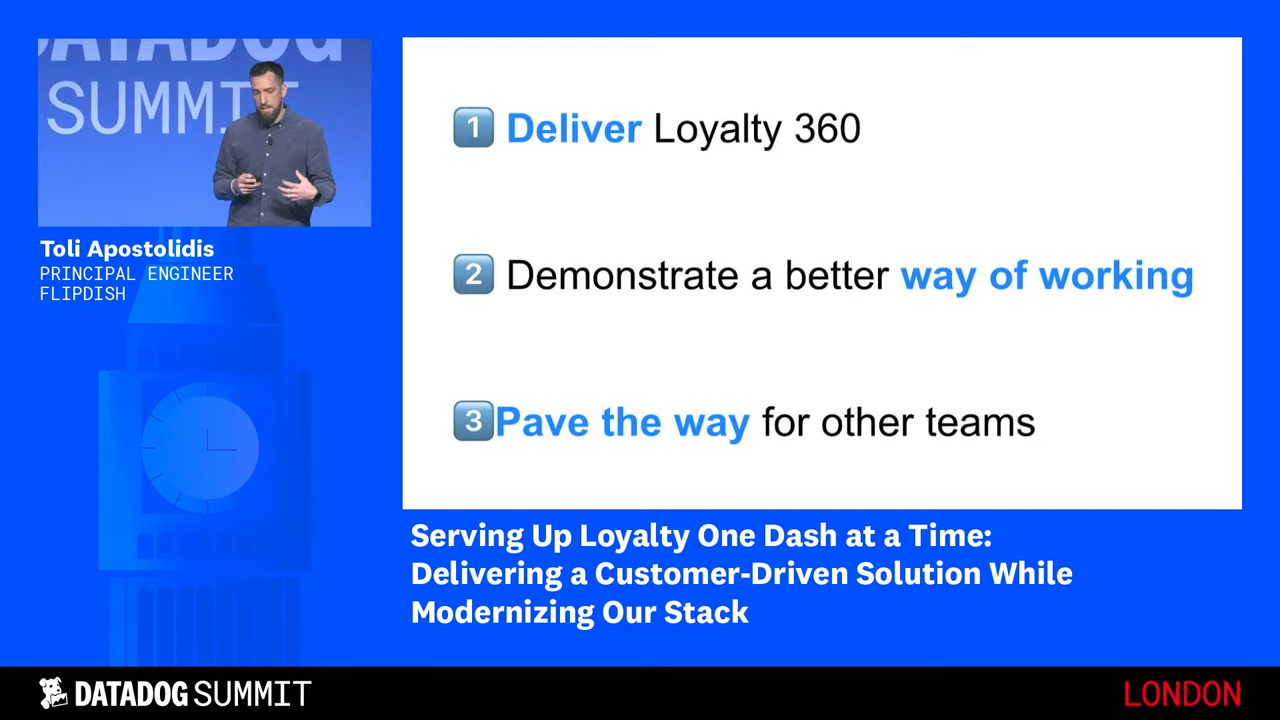 DATADOG
SUMMIT
Toli Apostolidis
PRINCIPAL ENGINEER
FLIPDISH
1 Deliver Loyalty 360
2 Demonstrate a better way of working
3 Pave the way for other teams
Serving Up Loyalty One Dash at a Time:
Delivering a Customer-Driven Solution While
Modernizing Our Stack
DATADOG SUMMIT
LONDON